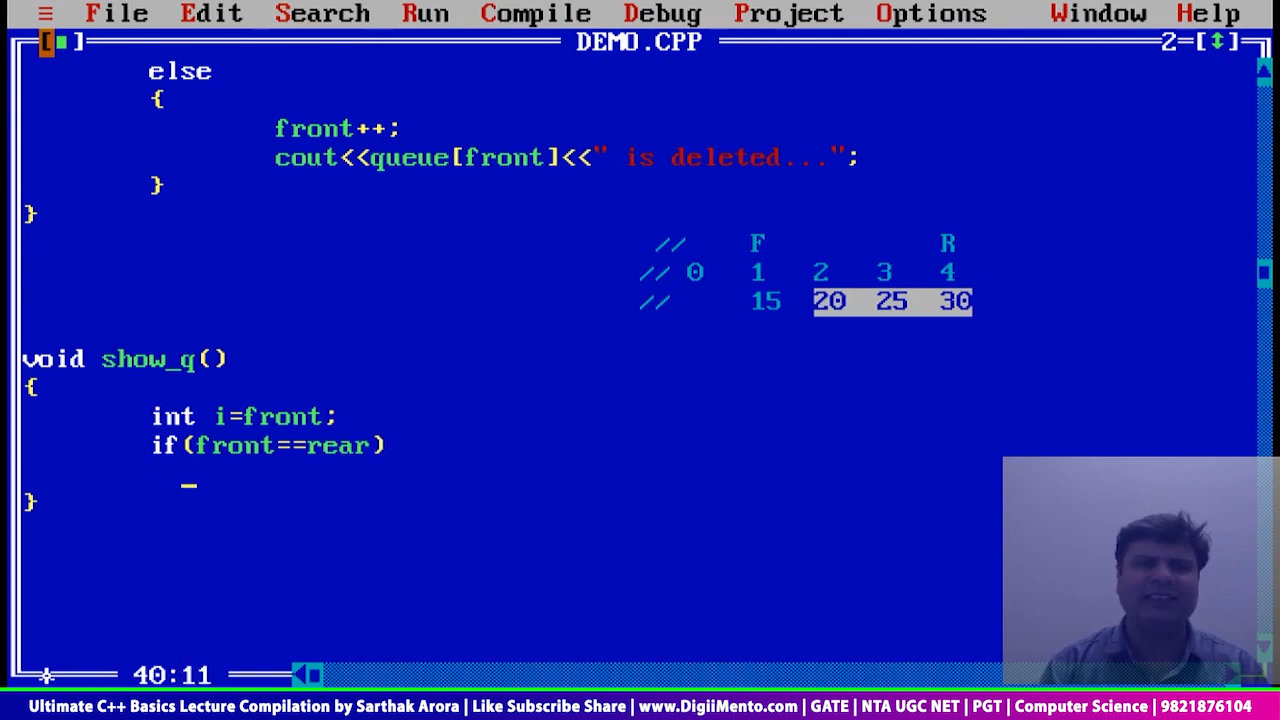 ≡ File Edit Search Run Compile Debug Project Options Window Help
[■] DEMO.CPP 2=[↕]
else
{
front++;
cout<<queue[front]<<" is deleted...";
}
}
// F R
// 0 1 2 3 4
// 15 20 25 30
void show_q()
{
int i=front;
if(front==rear)
_
}
40:11
Ultimate C++ Basics Lecture Compilation by Sarthak Arora | Like Subscribe Share | www.DigiiMento.com | GATE | NTA UGC NET | PGT | Computer Science | 9821876104